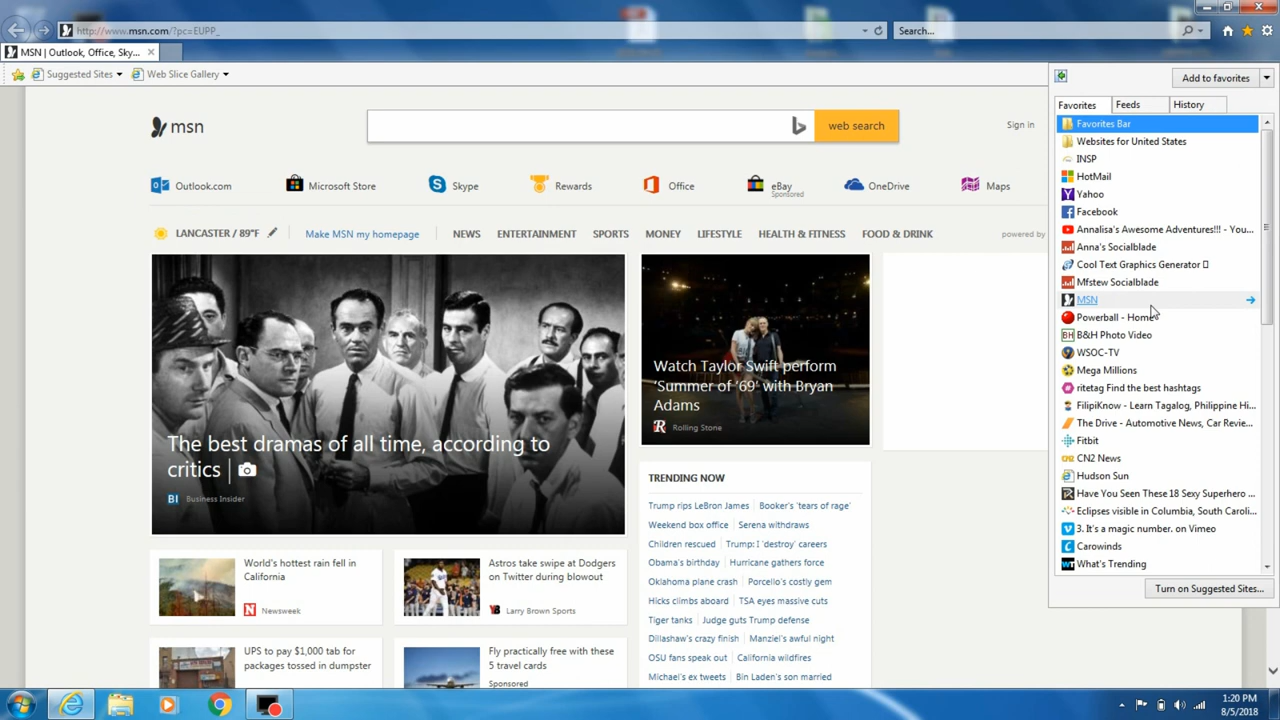 http://www.msn.com/?pc=EUPP_
Search...
MSN | Outlook, Office, Sky...
Suggested Sites
Web Slice Gallery
msn
web search
Sign in
Outlook.com
Microsoft Store
Skype
Rewards
Office
eBay
Sponsored
OneDrive
Maps
LANCASTER / 89°F
Make MSN my homepage
NEWS
ENTERTAINMENT
SPORTS
MONEY
LIFESTYLE
HEALTH & FITNESS
FOOD & DRINK
powered by
The best dramas of all time, according to
critics |
BI Business Insider
Watch Taylor Swift perform
‘Summer of ’69’ with Bryan
Adams
R Rolling Stone
World's hottest rain fell in
California
N Newsweek
Astros take swipe at Dodgers
on Twitter during blowout
Larry Brown Sports
UPS to pay $1,000 tab for
packages tossed in dumpster
Fly practically free with these
5 travel cards
Sponsored
TRENDING NOW
Trump rips LeBron James
Booker's 'tears of rage'
Weekend box office
Serena withdraws
Children rescued
Trump: I 'destroy' careers
Obama's birthday
Hurricane gathers force
Oklahoma plane crash
Porcello's costly gem
Hicks climbs aboard
TSA eyes massive cuts
Tiger tanks
Judge guts Trump defense
Dillashaw's crazy finish
Manziel's awful night
OSU fans speak out
California wildfires
Michael's ex tweets
Bin Laden's son married
Add to favorites
Favorites
Feeds
History
Favorites Bar
Websites for United States
INSP
HotMail
Yahoo
Facebook
Annalisa's Awesome Adventures!!! - You...
Anna's Socialblade
Cool Text Graphics Generator
Mfstew Socialblade
MSN
Powerball - Home
B&H Photo Video
WSOC-TV
Mega Millions
ritetag Find the best hashtags
FilipiKnow - Learn Tagalog, Philippine Hi...
The Drive - Automotive News, Car Revie...
Fitbit
CN2 News
Hudson Sun
Have You Seen These 18 Sexy Superhero ...
Eclipses visible in Columbia, South Caroli...
3. It's a magic number. on Vimeo
Carowinds
What's Trending
Turn on Suggested Sites...
1:20 PM
8/5/2018